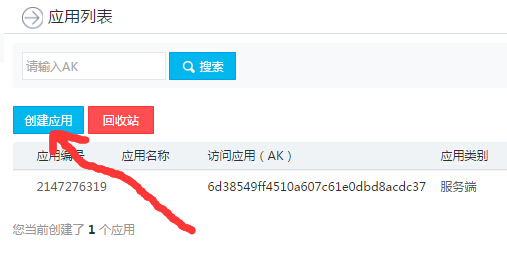 应用列表
请输入AK 搜索
创建应用 回收站
应用编号 应用名称 访问应用（AK） 应用类别
2147276319 6d38549ff4510a607c61e0dbd8acdc37 服务端
您当前创建了 1 个应用